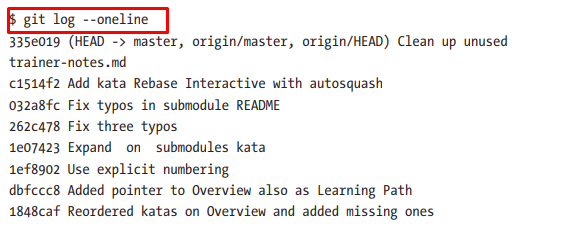 $ git log --oneline
335e019 (HEAD -> master, origin/master, origin/HEAD) Clean up unused
trainer-notes.md
c1514f2 Add kata Rebase Interactive with autosquash
032a8fc Fix typos in submodule README
262c478 Fix three typos
1e07423 Expand on submodules kata
1ef8902 Use explicit numbering
dbfccc8 Added pointer to Overview also as Learning Path
1848caf Reordered katas on Overview and added missing ones